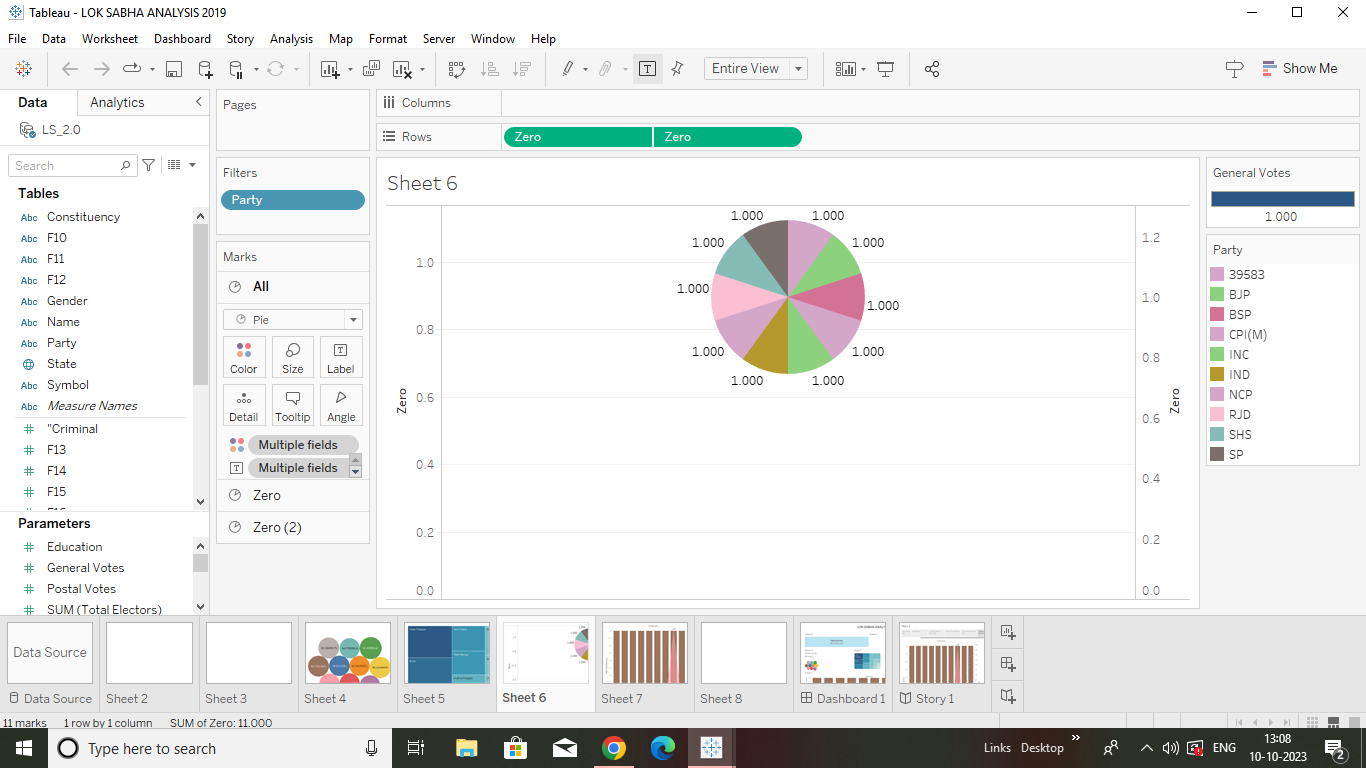 Tableau - LOK SABHA ANALYSIS 2019
File Data Worksheet Dashboard Story Analysis Map Format Server Window Help
Entire View
Show Me
Data Analytics
LS_2.0
Search
Tables
Abc Constituency
Abc F10
Abc F11
Abc F12
Abc Gender
Abc Name
Abc Party
State
Abc Symbol
Abc Measure Names
# "Criminal
# F13
# F14
# F15
Parameters
# Education
# General Votes
# Postal Votes
# SUM (Total Electors)
Pages
Filters
Party
Marks
All
Pie
Color Size Label
Detail Tooltip Angle
Multiple fields
T Multiple fields
Zero
Zero (2)
Columns
Rows Zero Zero
Sheet 6
1.000 1.000
1.000 1.000
1.000 1.000
1.000 1.000
1.000 1.000
1.0
0.8
0.6
0.4
0.2
0.0
Zero
1.2
1.0
0.8
0.6
0.4
0.2
0.0
Zero
General Votes
1.000
Party
39583
BJP
BSP
CPI(M)
INC
IND
NCP
RJD
SHS
SP
Data Source
LOK SABHA ANALYSIS
Data Source Sheet 2 Sheet 3 Sheet 4 Sheet 5 Sheet 6 Sheet 7 Sheet 8 Dashboard 1 Story 1
11 marks 1 row by 1 column SUM of Zero: 11.000
Type here to search
Links Desktop
ENG
13:08
10-10-2023
2